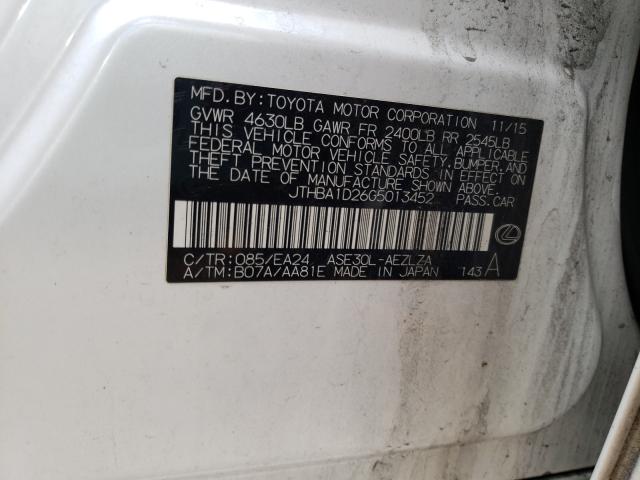 MFD. BY: TOYOTA MOTOR CORPORATION 11/15
GVWR 4630LB GAWR FR 2400LB RR 2545LB
THIS VEHICLE CONFORMS TO ALL APPLICABLE
FEDERAL MOTOR VEHICLE SAFETY, BUMPER, AND
THEFT PREVENTION STANDARDS IN EFFECT ON
THE DATE OF MANUFACTURE SHOWN ABOVE.
JTHBA1D26G5013452 PASS. CAR
C/TR: 085/EA24 ASE30L-AEZLZA
A/TM: B07A/AA81E MADE IN JAPAN 143 A